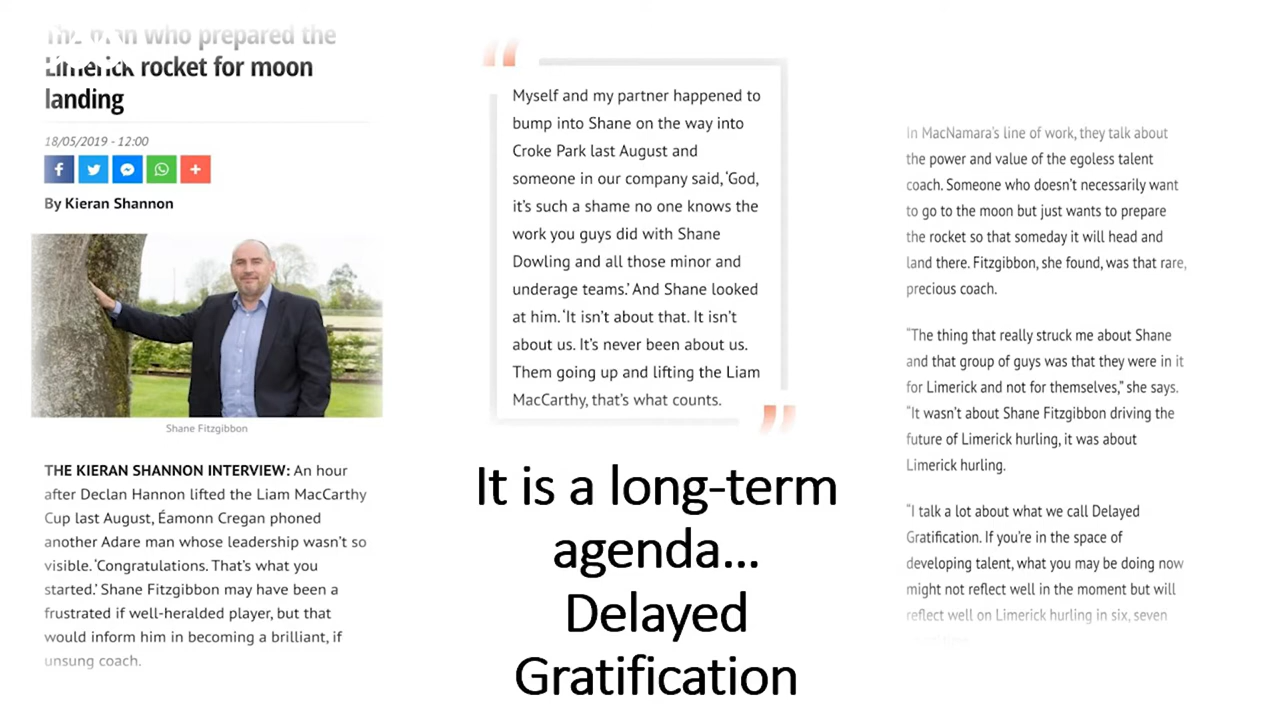 The man who prepared the
Limerick rocket for moon
landing
18/05/2019 - 12:00
By Kieran Shannon
Shane Fitzgibbon
THE KIERAN SHANNON INTERVIEW: An hour
after Declan Hannon lifted the Liam MacCarthy
Cup last August, Éamonn Cregan phoned
another Adare man whose leadership wasn't so
visible. 'Congratulations. That's what you
started.' Shane Fitzgibbon may have been a
frustrated if well-heralded player, but that
would inform him in becoming a brilliant, if
unsung coach.
“
Myself and my partner happened to
bump into Shane on the way into
Croke Park last August and
someone in our company said, 'God,
it's such a shame no one knows the
work you guys did with Shane
Dowling and all those minor and
underage teams.' And Shane looked
at him. 'It isn't about that. It isn't
about us. It's never been about us.
Them going up and lifting the Liam
MacCarthy, that's what counts.
”
It is a long-term
agenda...
Delayed
Gratification
In MacNamara's line of work, they talk about
the power and value of the egoless talent
coach. Someone who doesn't necessarily want
to go to the moon but just wants to prepare
the rocket so that someday it will head and
land there. Fitzgibbon, she found, was that rare,
precious coach.
“The thing that really struck me about Shane
and that group of guys was that they were in it
for Limerick and not for themselves,” she says.
“It wasn't about Shane Fitzgibbon driving the
future of Limerick hurling, it was about
Limerick hurling.
“I talk a lot about what we call Delayed
Gratification. If you're in the space of
developing talent, what you may be doing now
might not reflect well in the moment but will
reflect well on Limerick hurling in six, seven